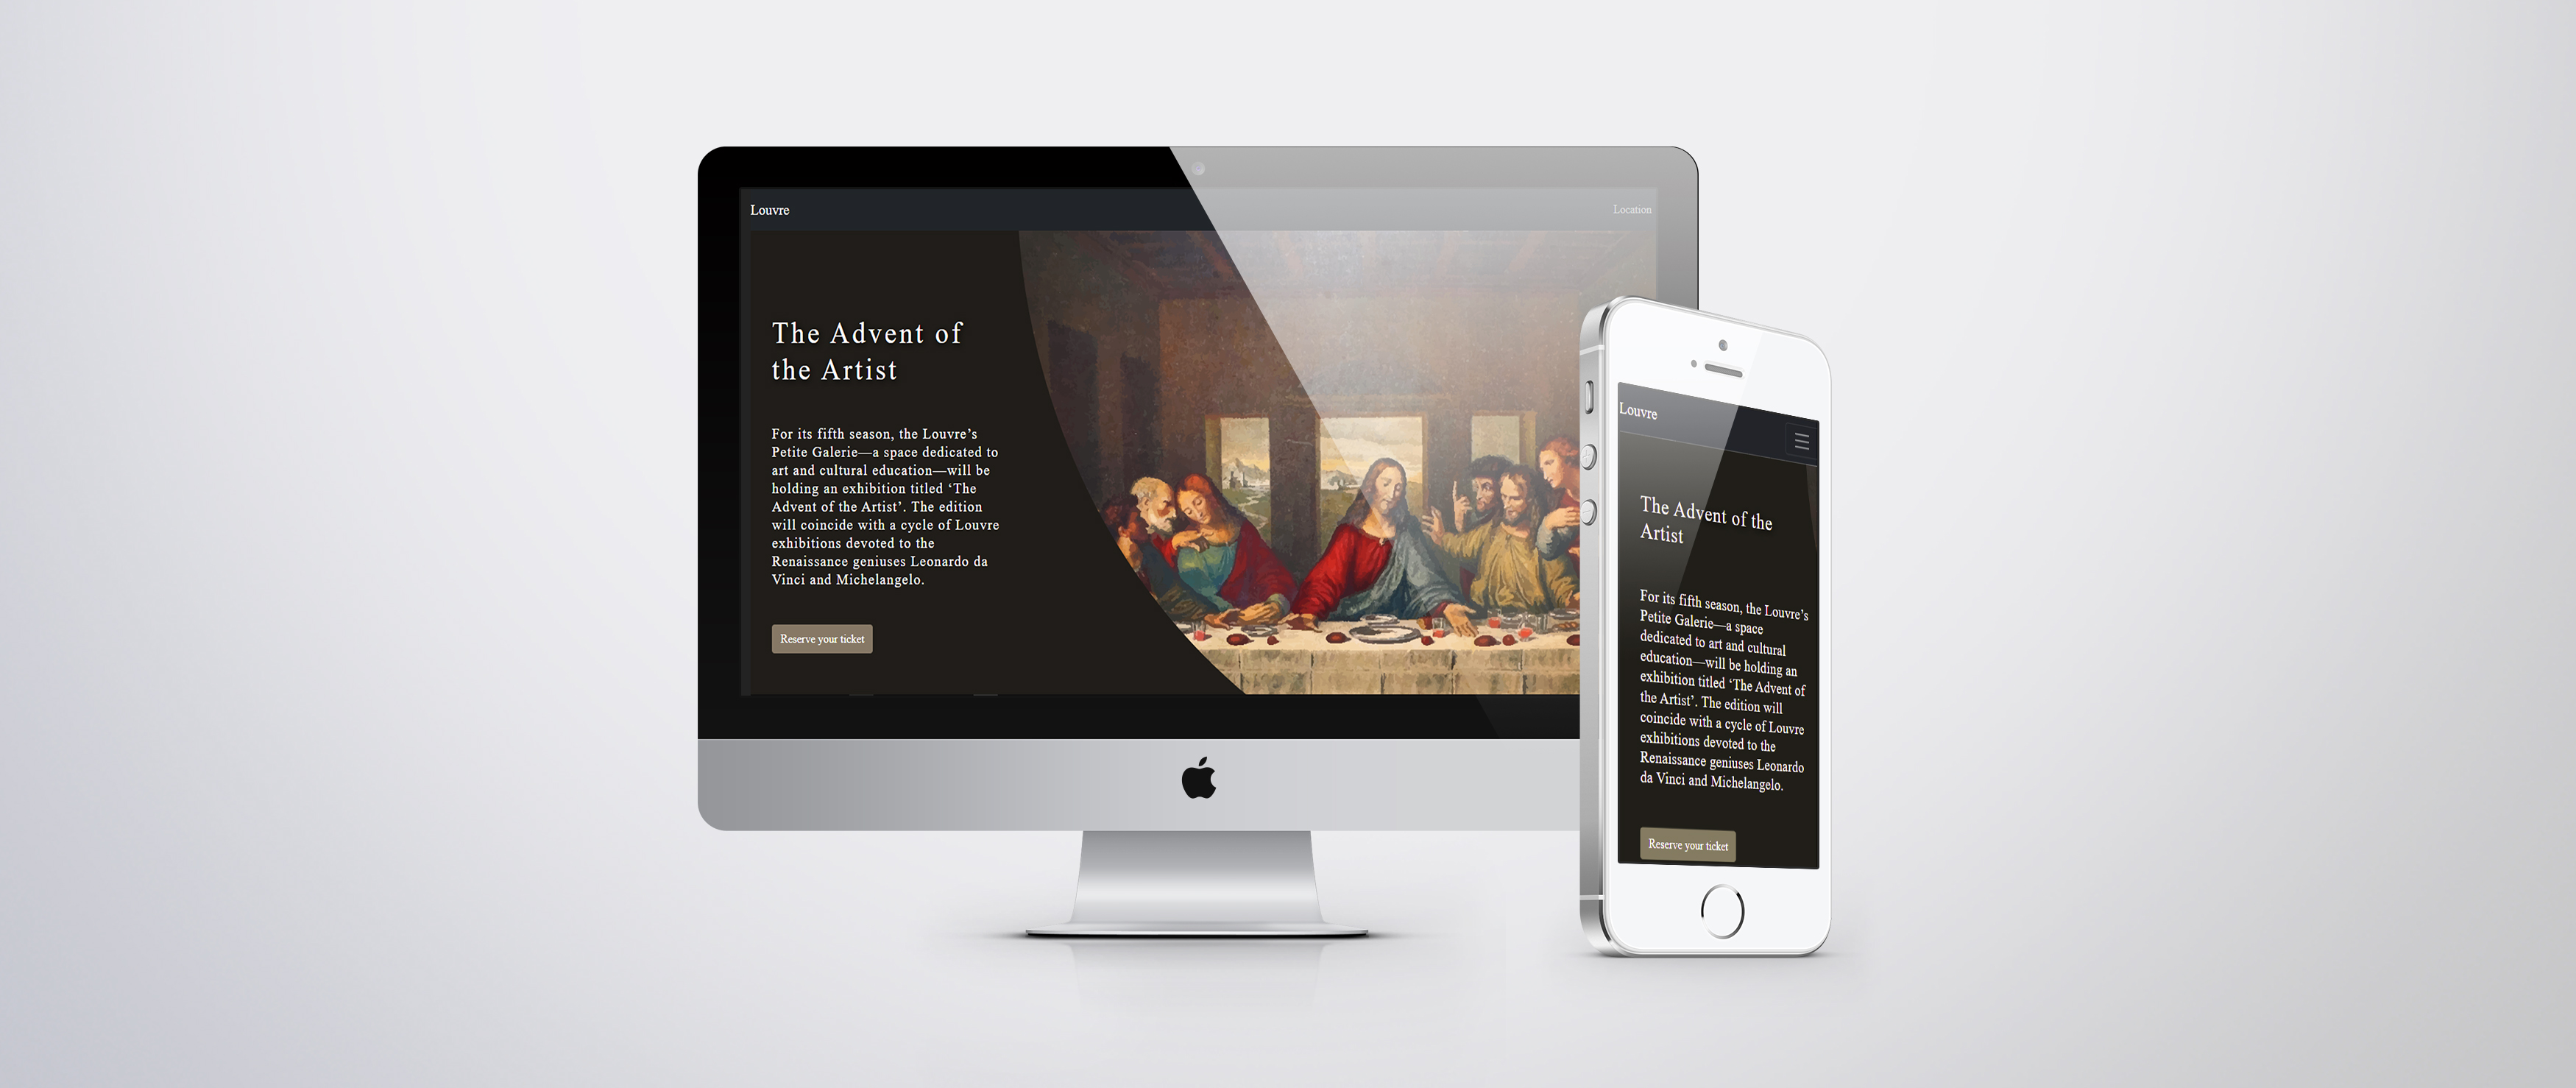 Louvre
Location
The Advent of
the Artist
For its fifth season, the Louvre’s
Petite Galerie—a space dedicated to
art and cultural education—will be
holding an exhibition titled ‘The
Advent of the Artist’. The edition
will coincide with a cycle of Louvre
exhibitions devoted to the
Renaissance geniuses Leonardo da
Vinci and Michelangelo.
Reserve your ticket
Louvre
The Advent of the
Artist
For its fifth season, the Louvre’s
Petite Galerie—a space
dedicated to art and cultural
education—will be holding an
exhibition titled ‘The Advent of
the Artist’. The edition will
coincide with a cycle of Louvre
exhibitions devoted to the
Renaissance geniuses Leonardo
da Vinci and Michelangelo.
Reserve your ticket